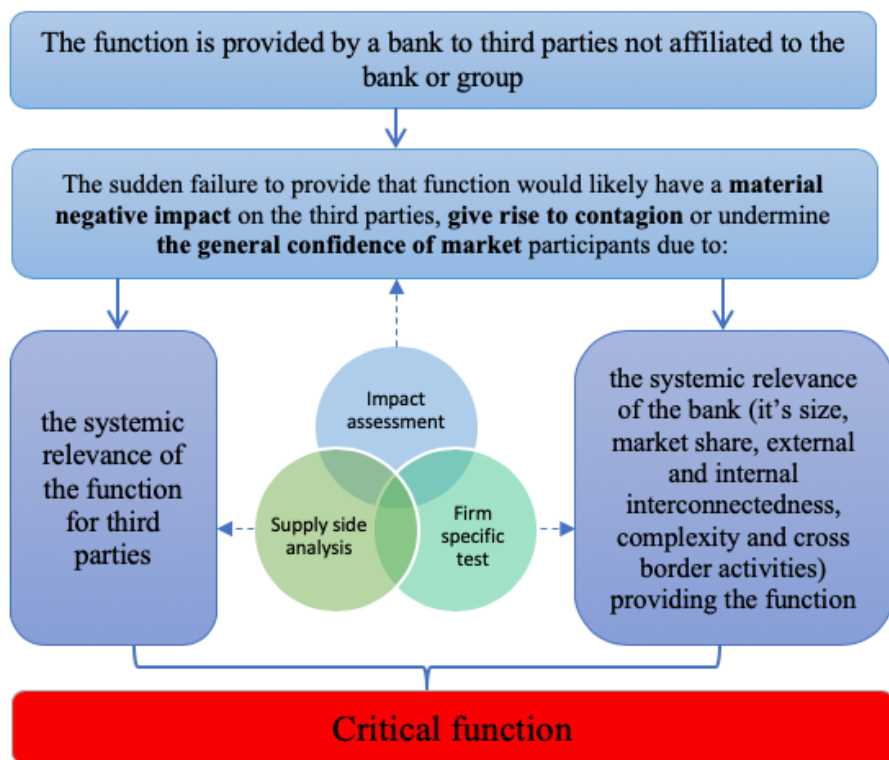 The function is provided by a bank to third parties not affiliated to the
bank or group
The sudden failure to provide that function would likely have a material
negative impact on the third parties, give rise to contagion or undermine
the general confidence of market participants due to:
the systemic
relevance of
the function
for third
parties
Impact
assessment
Supply side
analysis
Firm
specific
test
the systemic relevance
of the bank (it's size,
market share, external
and internal
interconnectedness,
complexity and cross
border activities)
providing the function
Critical function